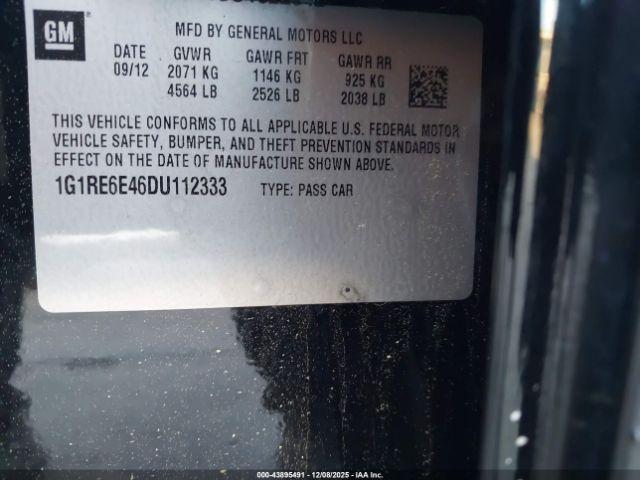 GM
MFD BY GENERAL MOTORS LLC
DATE GVWR GAWR FRT GAWR RR
09/12 2071 KG 1146 KG 925 KG
4564 LB 2526 LB 2038 LB
THIS VEHICLE CONFORMS TO ALL APPLICABLE U.S. FEDERAL MOTOR
VEHICLE SAFETY, BUMPER, AND THEFT PREVENTION STANDARDS IN
EFFECT ON THE DATE OF MANUFACTURE SHOWN ABOVE.
1G1RE6E46DU112333 TYPE: PASS CAR
000-43895491 - 12/08/2025 - IAA Inc.